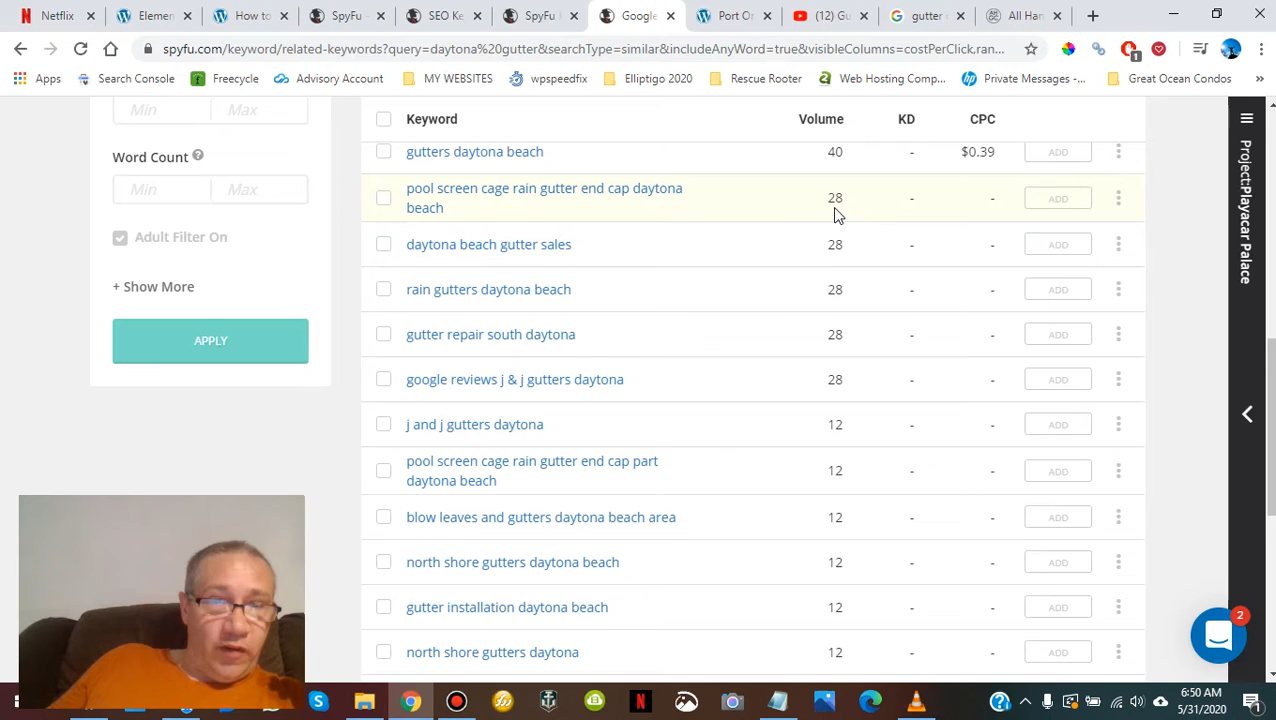 Netflix
Elemen
How to
SpyFu
SEO Ke
SpyFu
Google
Port Or
(12) Gu
gutter
All Han
spyfu.com/keyword/related-keywords?query=daytona%20gutter&searchType=similar&includeAnyWord=true&visibleColumns=costPerClick,ran...
1
Apps
Search Console
Freecycle
Advisory Account
MY WEBSITES
wpspeedfix
Elliptigo 2020
Rescue Rooter
Web Hosting Comp...
Private Messages -...
Great Ocean Condos
»
Min
Max
Word Count ?
Min
Max
Adult Filter On
+ Show More
APPLY
Keyword Volume KD CPC
gutters daytona beach 40 - $0.39 ADD
pool screen cage rain gutter end cap daytona
beach 28 - - ADD
daytona beach gutter sales 28 - - ADD
rain gutters daytona beach 28 - - ADD
gutter repair south daytona 28 - - ADD
google reviews j & j gutters daytona 28 - - ADD
j and j gutters daytona 12 - - ADD
pool screen cage rain gutter end cap part
daytona beach 12 - - ADD
blow leaves and gutters daytona beach area 12 - - ADD
north shore gutters daytona beach 12 - - ADD
gutter installation daytona beach 12 - - ADD
north shore gutters daytona 12 - - ADD
Project:Playacar Palace
2
6:50 AM
5/31/2020
1